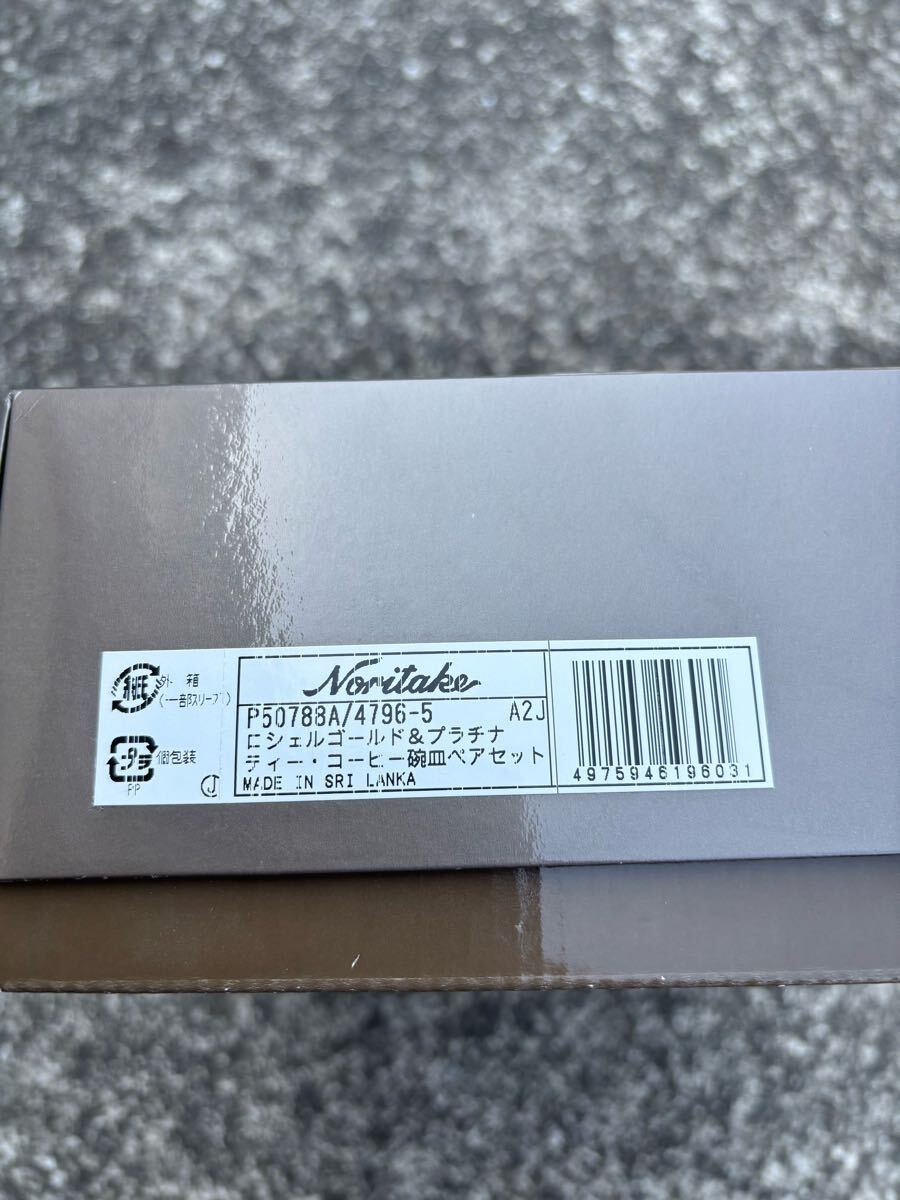 紙
外箱
(一部スリーブ)
プラ
個包装
PP
J
Noritake
P50788A/4796-5 A2J
ロシェルゴールド&プラチナ
ティー・コーヒー碗皿ペアセット
MADE IN SRI LANKA
4975946196031